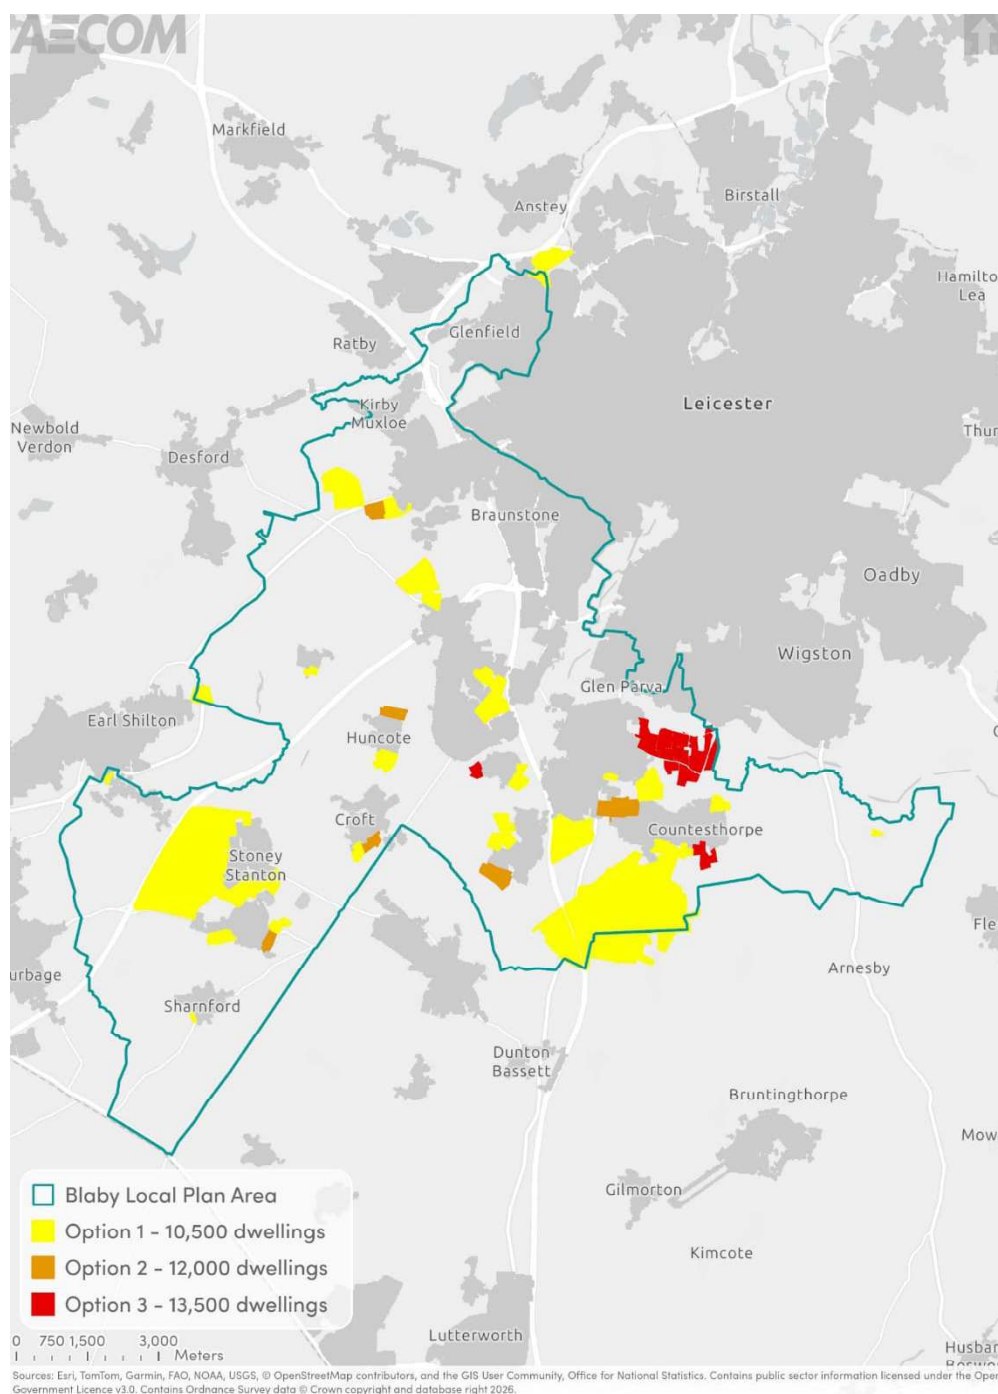 AECOM
Markfield
Birstall
Anstey
Hamilto
Lea
Glenfield
Ratby
Leicester
Kirby
Muxloe
Newbold
Verdon
Thur
Desford
Braunstone
Oadby
Wigston
Glen Parva
Earl Shilton
Huncote
Croft
Countesthorpe
Stoney
Stanton
Fle
Arnesby
urbage
Sharnford
Dunton
Bassett
Bruntingthorpe
Mow
Gilmorton
Kimcote
Lutterworth
Husba
Boswor
Blaby Local Plan Area
Option 1 - 10,500 dwellings
Option 2 - 12,000 dwellings
Option 3 - 13,500 dwellings
0 750 1,500 3,000
Meters
Sources: Esri, TomTom, Garmin, FAO, NOAA, USGS, © OpenStreetMap contributors, and the GIS User Community, Office for National Statistics. Contains public sector information licensed under the Open
Government Licence v3.0. Contains Ordnance Survey data © Crown copyright and database right 2026.